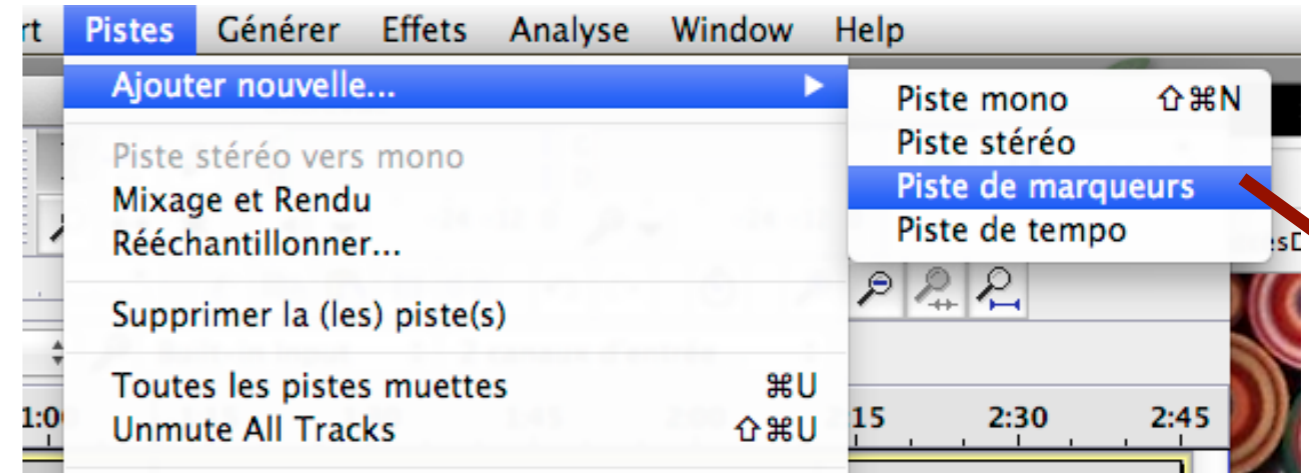 rt Pistes Générer Effets Analyse Window Help
Ajouter nouvelle...
Piste mono ⇧⌘N
Piste stéréo
Piste de marqueurs
Piste de tempo
Piste stéréo vers mono
Mixage et Rendu
Rééchantillonner...
Supprimer la (les) piste(s)
Toutes les pistes muettes ⌘U
Unmute All Tracks ⇧⌘U
1:00 2:15 2:30 2:45